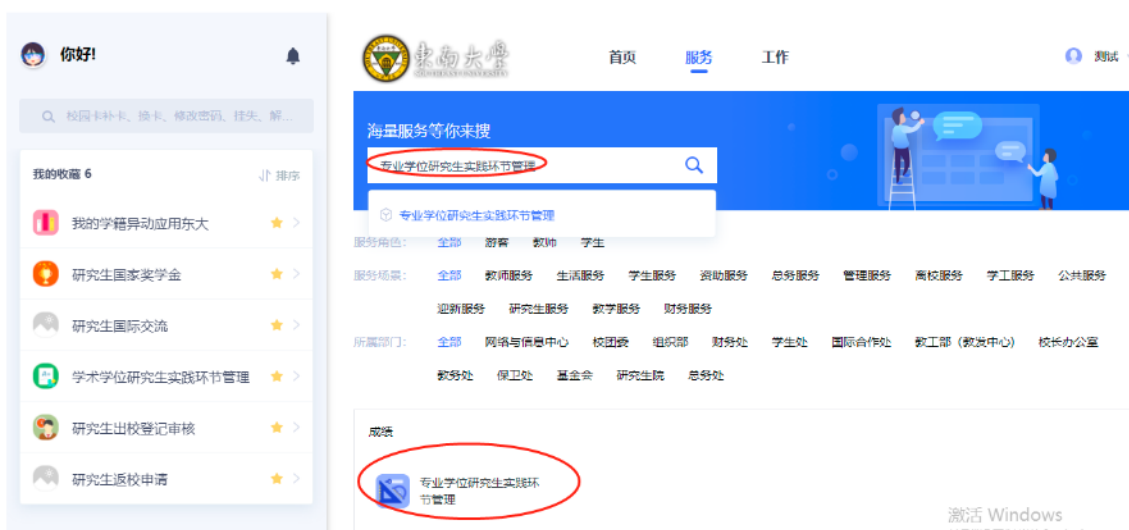 你好!
校园卡补卡、换卡、修改密码、挂失、解...
我的收藏 6
排序
我的学籍异动应用东大
研究生国家奖学金
研究生国际交流
学术学位研究生实践环节管理
研究生出校登记审核
研究生返校申请
東南大學
SOUTHEAST UNIVERSITY
首页 服务 工作
测试
海量服务等你来搜
专业学位研究生实践环节管理
专业学位研究生实践环节管理
服务角色: 全部 游客 教师 学生
服务场景: 全部 教师服务 生活服务 学生服务 资助服务 总务服务 管理服务 离校服务 学工服务 公共服务
迎新服务 研究生服务 教学服务 财务服务
所属部门: 全部 网络与信息中心 校团委 组织部 财务处 学生处 国际合作处 教工部（教发中心） 校长办公室
教务处 保卫处 基金会 研究生院 总务处
成绩
专业学位研究生实践环
节管理
激活 Windows